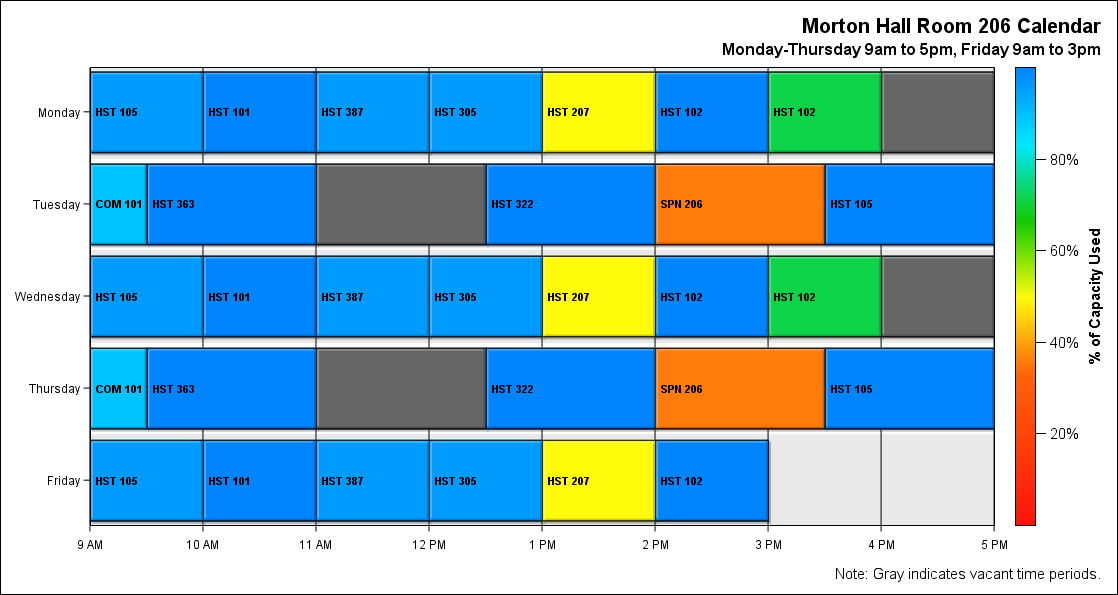 Morton Hall Room 206 Calendar
Monday-Thursday 9am to 5pm, Friday 9am to 3pm
Monday HST 105 HST 101 HST 387 HST 305 HST 207 HST 102 HST 102
Tuesday COM 101 HST 363 HST 322 SPN 206 HST 105
Wednesday HST 105 HST 101 HST 387 HST 305 HST 207 HST 102 HST 102
Thursday COM 101 HST 363 HST 322 SPN 206 HST 105
Friday HST 105 HST 101 HST 387 HST 305 HST 207 HST 102
9 AM 10 AM 11 AM 12 PM 1 PM 2 PM 3 PM 4 PM 5 PM
80%
60%
40%
20%
% of Capacity Used
Note: Gray indicates vacant time periods.